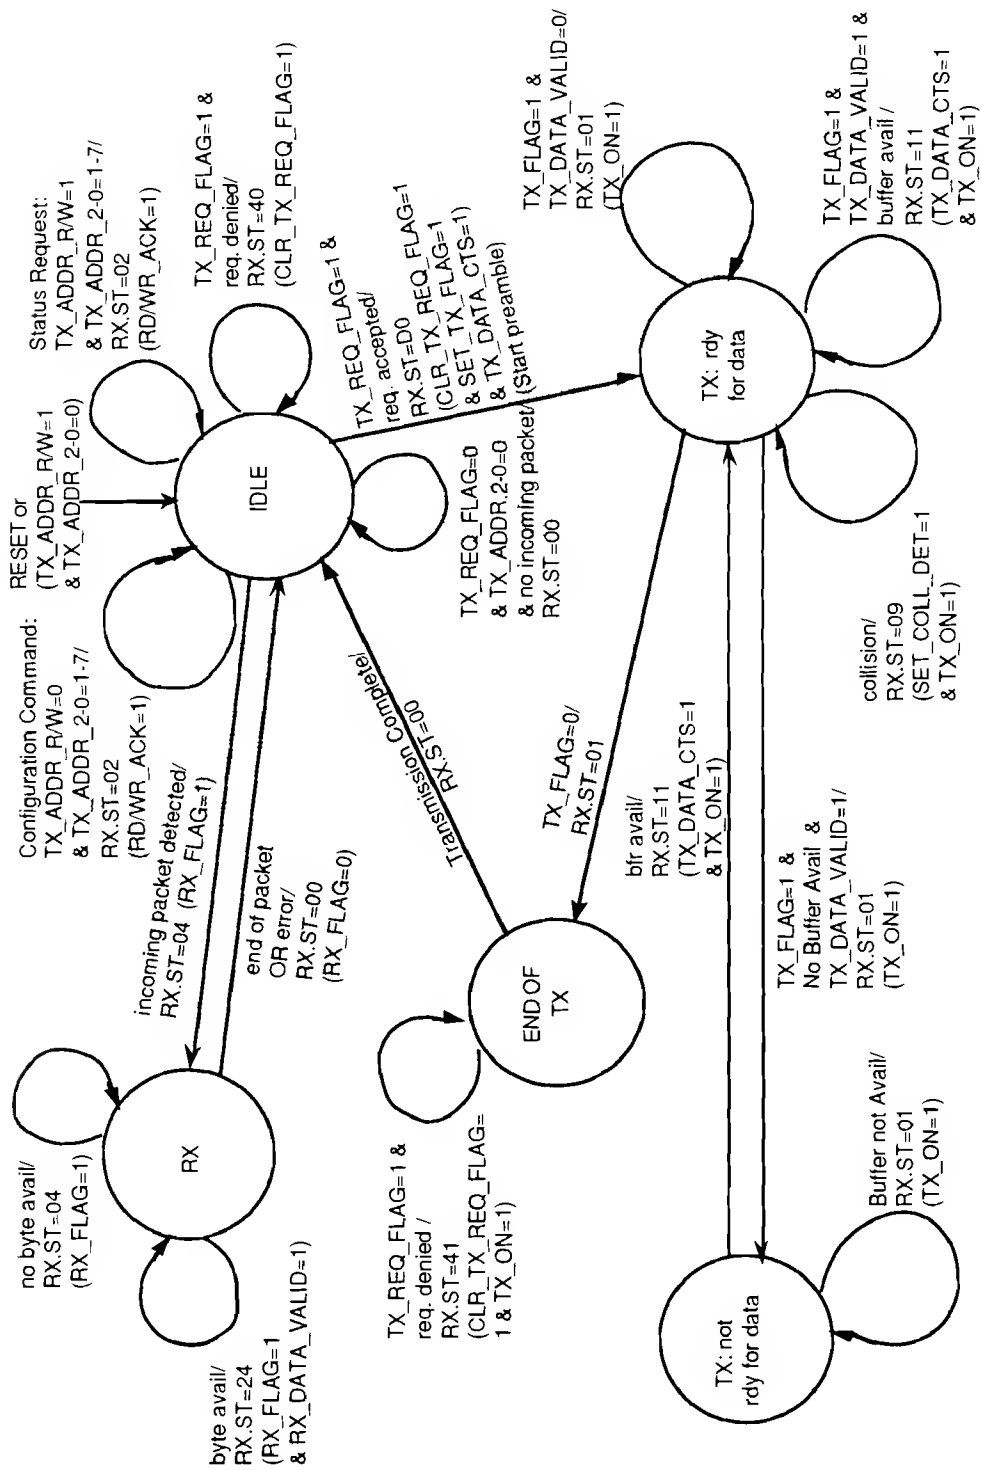 RESET or
(TX_ADDR_R/W=1
& TX_ADDR_2-0=0)
Status Request:
TX_ADDR_R/W=1
& TX_ADDR_2-0=1-7/
RX.ST=02
(RD/WR_ACK=1)
Configuration Command:
TX_ADDR_R/W=0
& TX_ADDR_2-0=1-7/
RX.ST=02
(RD/WR_ACK=1)
TX_REQ_FLAG=1 &
req. denied/
RX.ST=40
(CLR_TX_REQ_FLAG=1)
IDLE
TX_REQ_FLAG=1 &
req. accepted/
RX.ST=D0
(CLR_TX_REQ_FLAG=1
& SET_TX_FLAG=1
& TX_DATA_CTS=1)
(Start preamble)
TX_REQ_FLAG=0
& TX_ADDR.2-0=0
& no incoming packet/
RX.ST=00
incoming packet detected/
RX.ST=04 (RX_FLAG=1)
end of packet
OR error/
RX.ST=00
(RX_FLAG=0)
no byte avail/
RX.ST=04
(RX_FLAG=1)
RX
byte avail/
RX.ST=24
(RX_FLAG=1
& RX_DATA_VALID=1)
Transmission Complete/
RX.ST=00
TX_FLAG=0/
RX.ST=01
END OF
TX
TX_REQ_FLAG=1 &
req. denied /
RX.ST=41
(CLR_TX_REQ_FLAG=
1 & TX_ON=1)
TX_FLAG=1 &
TX_DATA_VALID=0/
RX.ST=01
(TX_ON=1)
TX: rdy
for data
TX_FLAG=1 &
TX_DATA_VALID=1 &
buffer avail /
RX.ST=11
(TX_DATA_CTS=1
& TX_ON=1)
collision/
RX.ST=09
(SET_COLL_DET=1
& TX_ON=1)
bfr avail/
RX.ST=11
(TX_DATA_CTS=1
& TX_ON=1)
TX_FLAG=1 &
No Buffer Avail &
TX_DATA_VALID=1/
RX.ST=01
(TX_ON=1)
TX: not
rdy for data
Buffer not Avail/
RX.ST=01
(TX_ON=1)